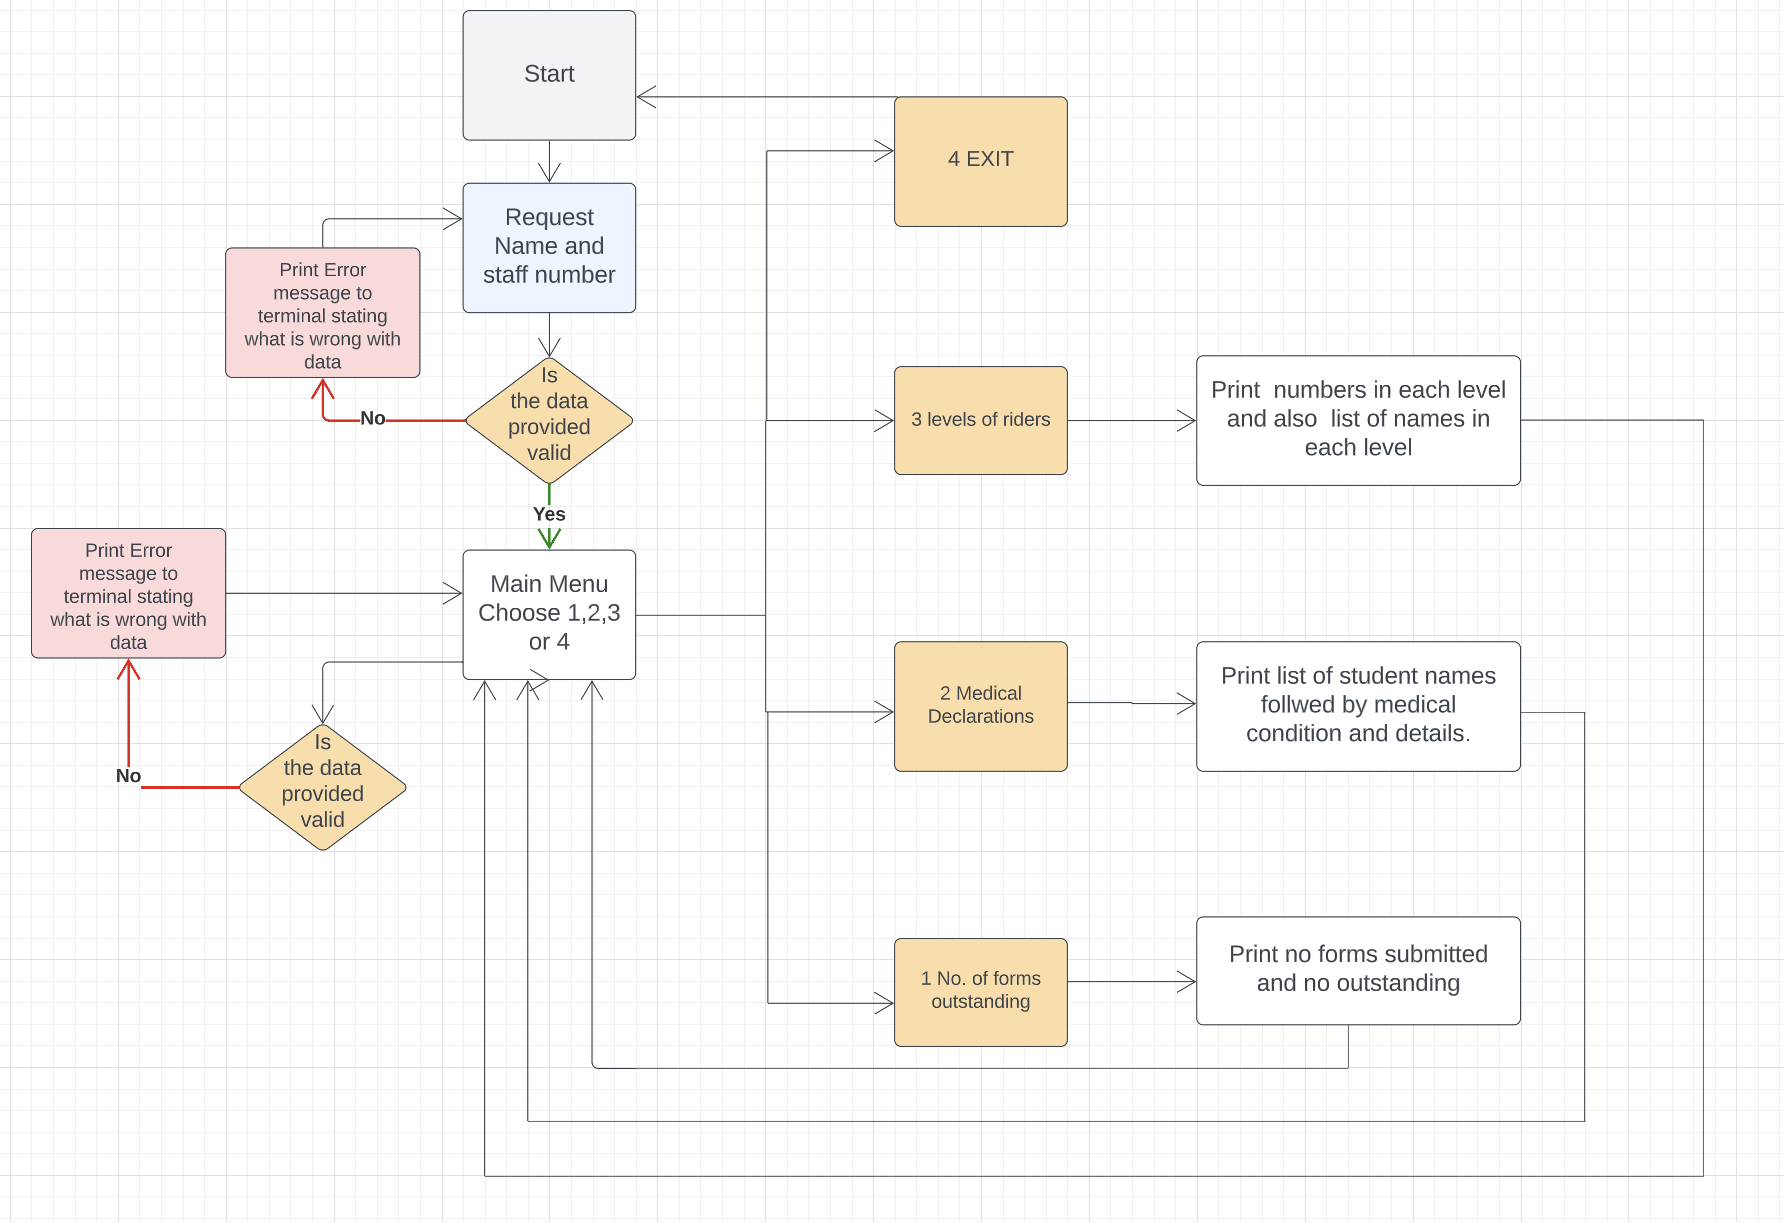 Start
4 EXIT
Request
Name and
staff number
Print Error
message to
terminal stating
what is wrong with
data
Is
the data
provided
valid
No
3 levels of riders
Print  numbers in each level
and also  list of names in
each level
Yes
Print Error
message to
terminal stating
what is wrong with
data
Main Menu
Choose 1,2,3
or 4
2 Medical
Declarations
Print list of student names
follwed by medical
condition and details.
Is
the data
provided
valid
No
1 No. of forms
outstanding
Print no forms submitted
and no outstanding